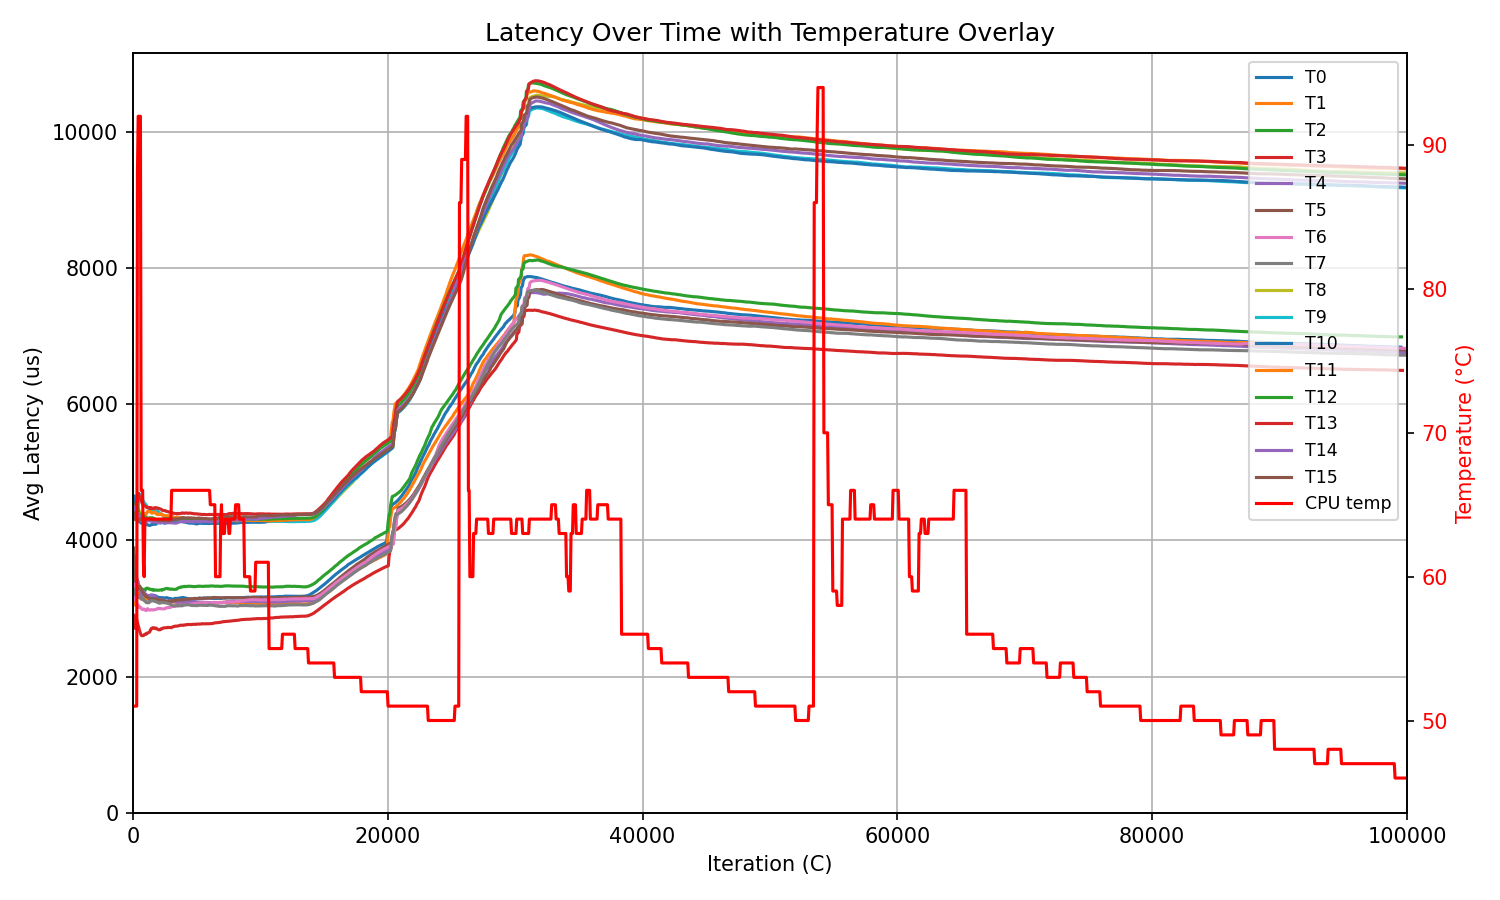 Latency Over Time with Temperature Overlay
Avg Latency (us)
10000
8000
6000
4000
2000
0
0 20000 40000 60000 80000 100000
Iteration (C)
90
80
70
60
50
Temperature (°C)
T0
T1
T2
T3
T4
T5
T6
T7
T8
T9
T10
T11
T12
T13
T14
T15
CPU temp